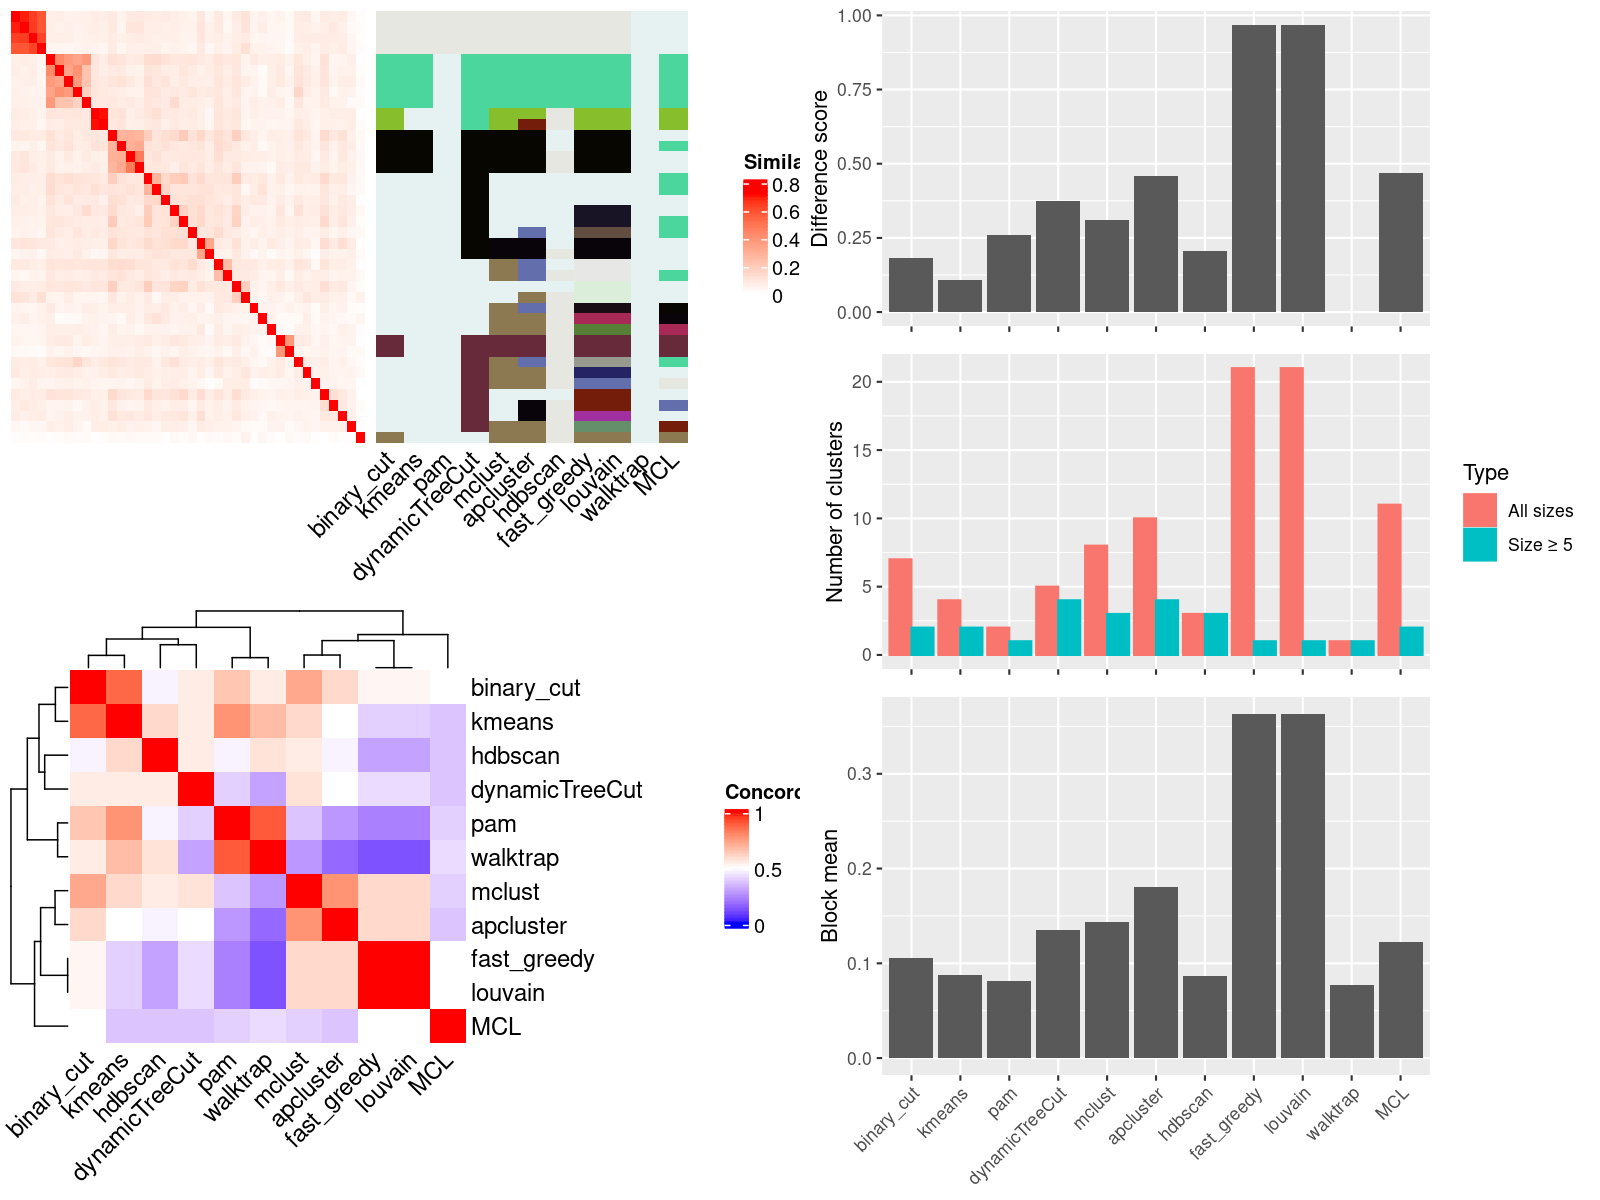 Simila
0.8
0.6
0.4
0.2
0
binary_cut
kmeans
pam
dynamicTreeCut
mclust
apcluster
hdbscan
fast_greedy
louvain
walktrap
MCL
binary_cut
kmeans
hdbscan
dynamicTreeCut
pam
walktrap
mclust
apcluster
fast_greedy
louvain
MCL
Concord
1
0.5
0
binary_cut
kmeans
hdbscan
dynamicTreeCut
pam
walktrap
mclust
apcluster
fast_greedy
louvain
MCL
Difference score
1.00
0.75
0.50
0.25
0.00
Number of clusters
20
15
10
5
0
Type
All sizes
Size ≥ 5
Block mean
0.3
0.2
0.1
0.0
binary_cut
kmeans
pam
dynamicTreeCut
mclust
apcluster
hdbscan
fast_greedy
louvain
walktrap
MCL